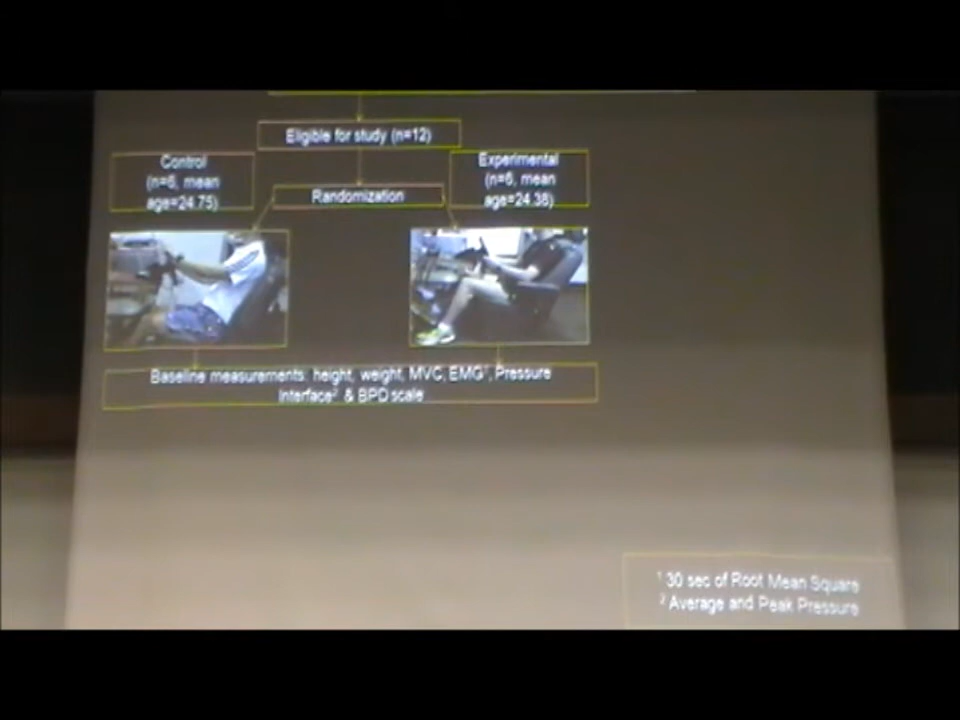 Eligible for study (n=12)
Control
(n=6, mean
age=24.75)
Experimental
(n=6, mean
age=24.38)
Randomization
Baseline measurements: height, weight, MVC, EMG¹, Pressure
Interface² & BPD scale
¹ 30 sec of Root Mean Square
² Average and Peak Pressure